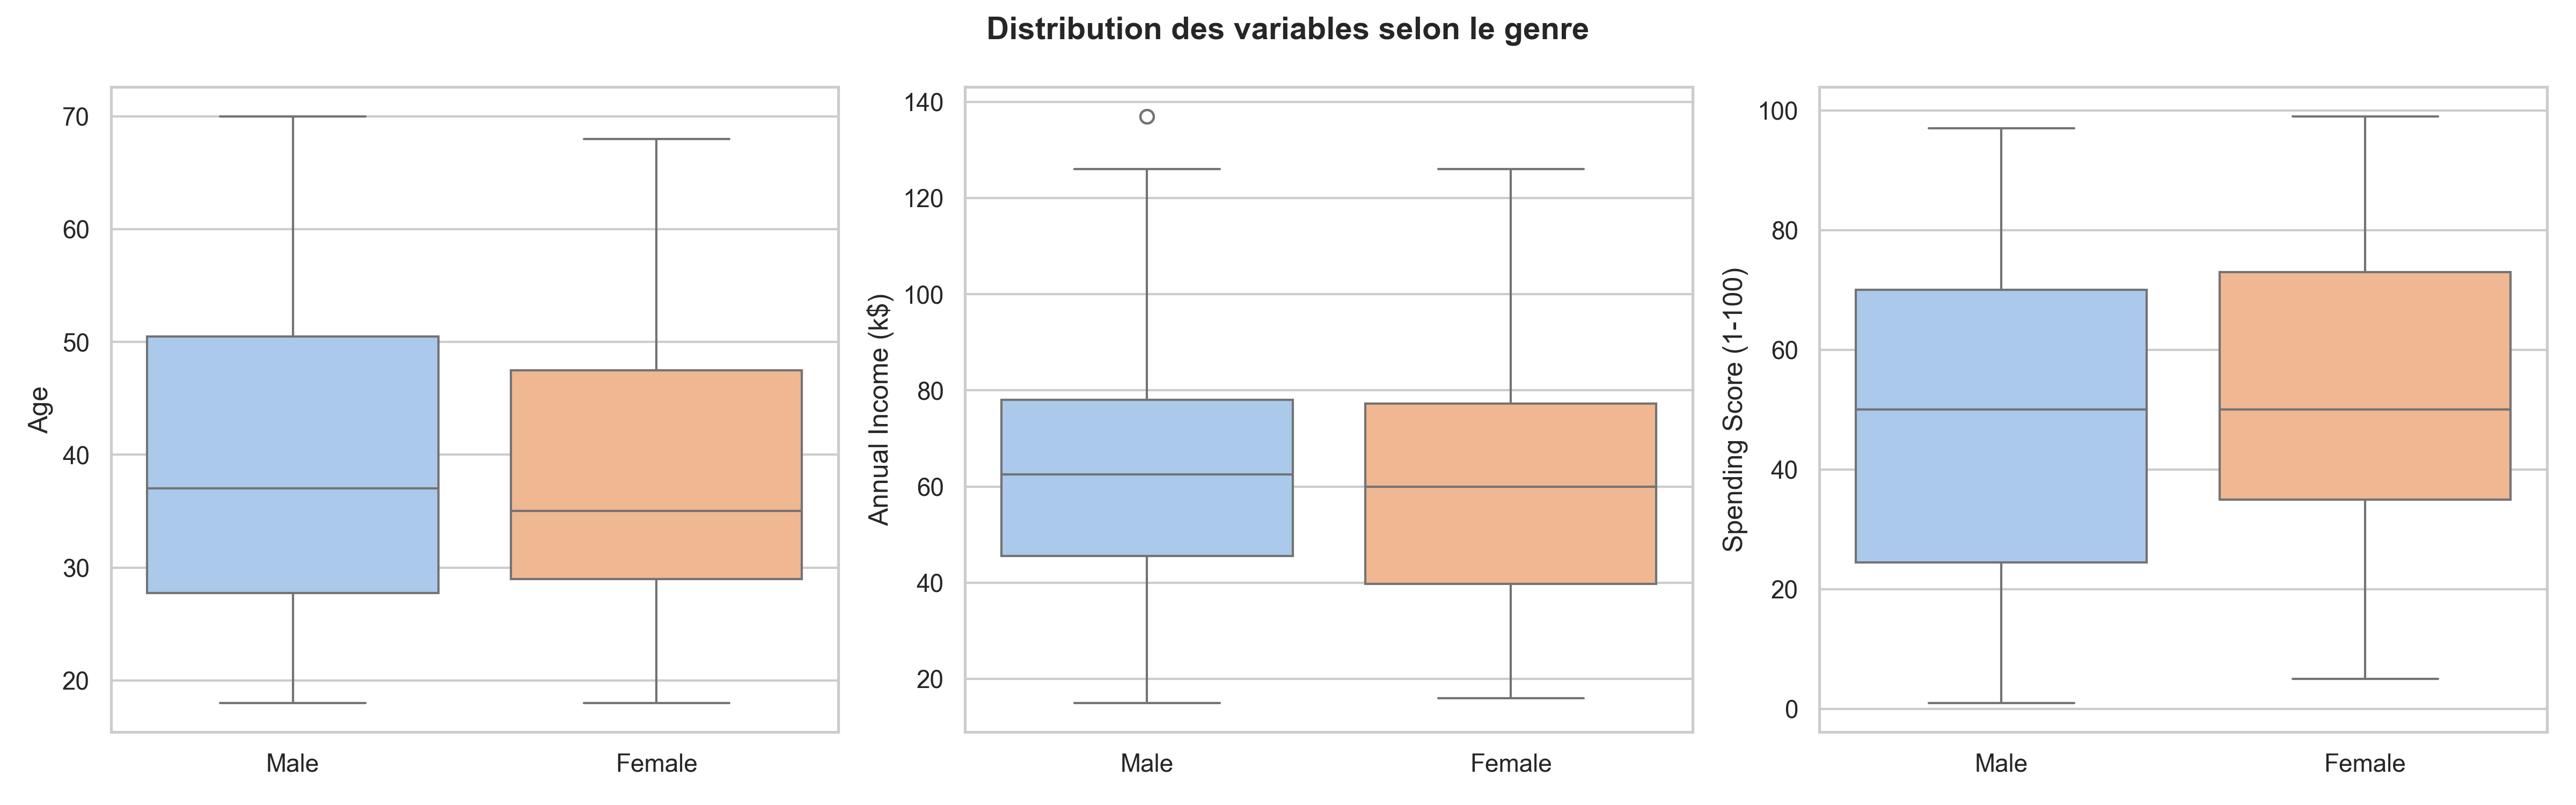 Distribution des variables selon le genre
Age
70
60
50
40
30
20
Male Female
Annual Income (k$)
140
120
100
80
60
40
20
Male Female
Spending Score (1-100)
100
80
60
40
20
0
Male Female